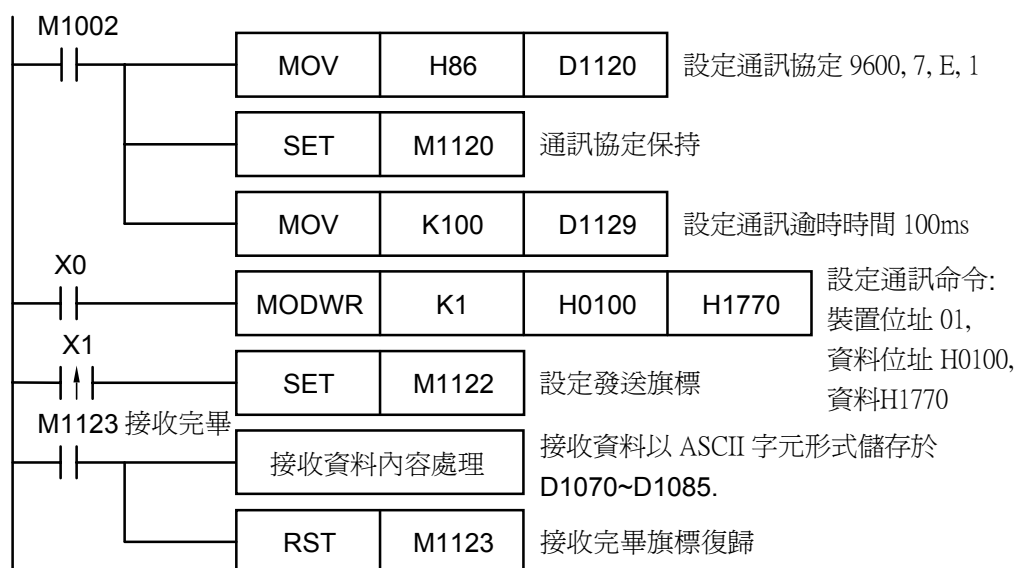 M1002
MOV H86 D1120 設定通訊協定 9600, 7, E, 1
SET M1120 通訊協定保持
MOV K100 D1129 設定通訊逾時時間 100ms
X0
MODWR K1 H0100 H1770
設定通訊命令:
裝置位址 01,
資料位址 H0100,
資料H1770
X1
SET M1122 設定發送旗標
M1123 接收完畢
接收資料內容處理
接收資料以 ASCII 字元形式儲存於
D1070~D1085.
RST M1123 接收完畢旗標復歸